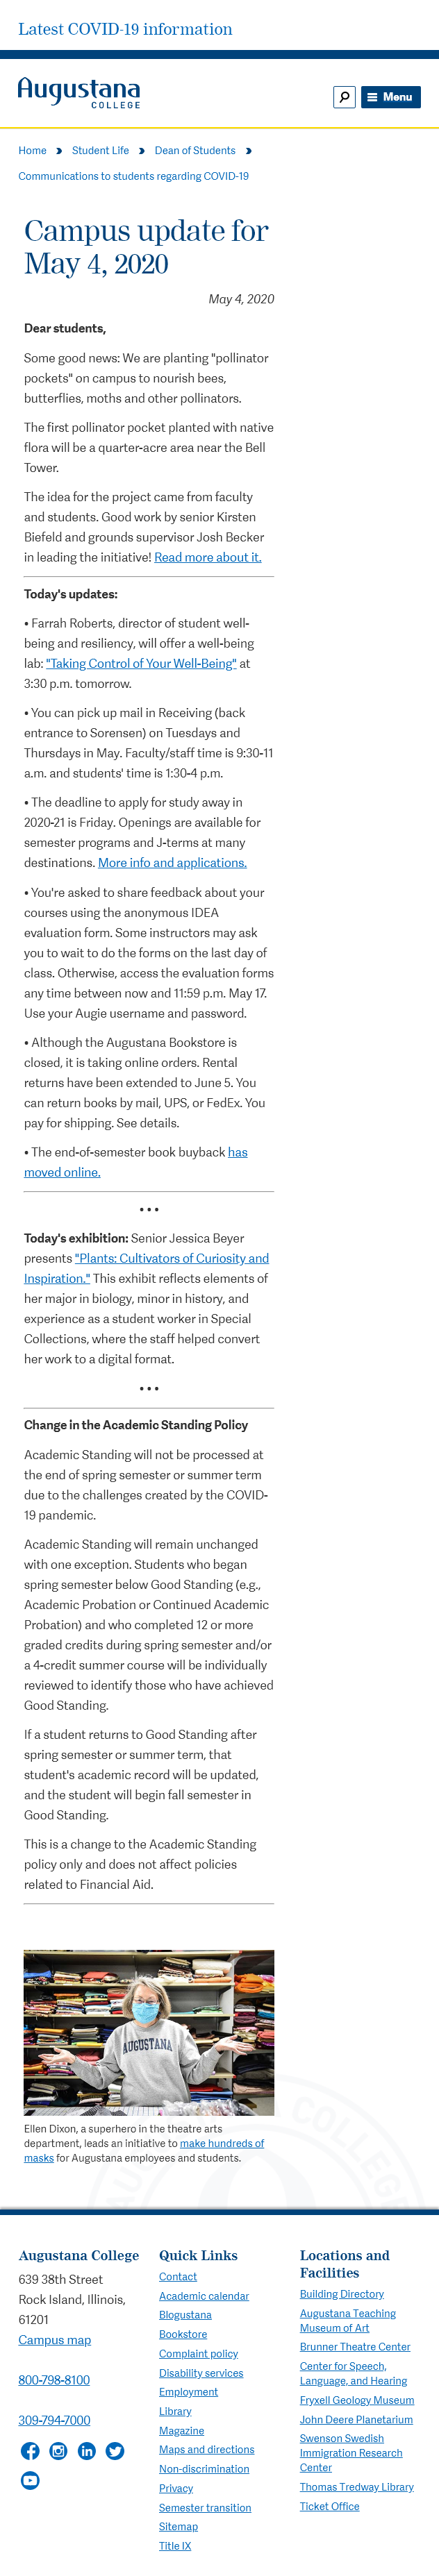 Latest COVID-19 information
Augustana
COLLEGE
Menu
Home
Student Life
Dean of Students
Communications to students regarding COVID-19
Campus update for
May 4, 2020
May 4, 2020
Dear students,
Some good news: We are planting "pollinator
pockets" on campus to nourish bees,
butterflies, moths and other pollinators.
The first pollinator pocket planted with native
flora will be a quarter-acre area near the Bell
Tower.
The idea for the project came from faculty
and students. Good work by senior Kirsten
Biefeld and grounds supervisor Josh Becker
in leading the initiative! Read more about it.
Today's updates:
• Farrah Roberts, director of student well-
being and resiliency, will offer a well-being
lab: "Taking Control of Your Well-Being" at
3:30 p.m. tomorrow.
• You can pick up mail in Receiving (back
entrance to Sorensen) on Tuesdays and
Thursdays in May. Faculty/staff time is 9:30-11
a.m. and students' time is 1:30-4 p.m.
• The deadline to apply for study away in
2020-21 is Friday. Openings are available for
semester programs and J-terms at many
destinations. More info and applications.
• You're asked to share feedback about your
courses using the anonymous IDEA
evaluation form. Some instructors may ask
you to wait to do the forms on the last day of
class. Otherwise, access the evaluation forms
any time between now and 11:59 p.m. May 17.
Use your Augie username and password.
• Although the Augustana Bookstore is
closed, it is taking online orders. Rental
returns have been extended to June 5. You
can return books by mail, UPS, or FedEx. You
pay for shipping. See details.
• The end-of-semester book buyback has
moved online.
• • •
Today's exhibition: Senior Jessica Beyer
presents "Plants: Cultivators of Curiosity and
Inspiration." This exhibit reflects elements of
her major in biology, minor in history, and
experience as a student worker in Special
Collections, where the staff helped convert
her work to a digital format.
• • •
Change in the Academic Standing Policy
Academic Standing will not be processed at
the end of spring semester or summer term
due to the challenges created by the COVID-
19 pandemic.
Academic Standing will remain unchanged
with one exception. Students who began
spring semester below Good Standing (e.g.,
Academic Probation or Continued Academic
Probation) and who completed 12 or more
graded credits during spring semester and/or
a 4-credit summer course will be individually
reviewed to identify those who have achieved
Good Standing.
If a student returns to Good Standing after
spring semester or summer term, that
student's academic record will be updated,
and the student will begin fall semester in
Good Standing.
This is a change to the Academic Standing
policy only and does not affect policies
related to Financial Aid.
AUGUSTANA
Ellen Dixon, a superhero in the theatre arts
department, leads an initiative to make hundreds of
masks for Augustana employees and students.
Augustana College
639 38th Street
Rock Island, Illinois,
61201
Campus map
800-798-8100
309-794-7000
Quick Links
Contact
Academic calendar
Blogustana
Bookstore
Complaint policy
Disability services
Employment
Library
Magazine
Maps and directions
Non-discrimination
Privacy
Semester transition
Sitemap
Title IX
Locations and
Facilities
Building Directory
Augustana Teaching
Museum of Art
Brunner Theatre Center
Center for Speech,
Language, and Hearing
Fryxell Geology Museum
John Deere Planetarium
Swenson Swedish
Immigration Research
Center
Thomas Tredway Library
Ticket Office